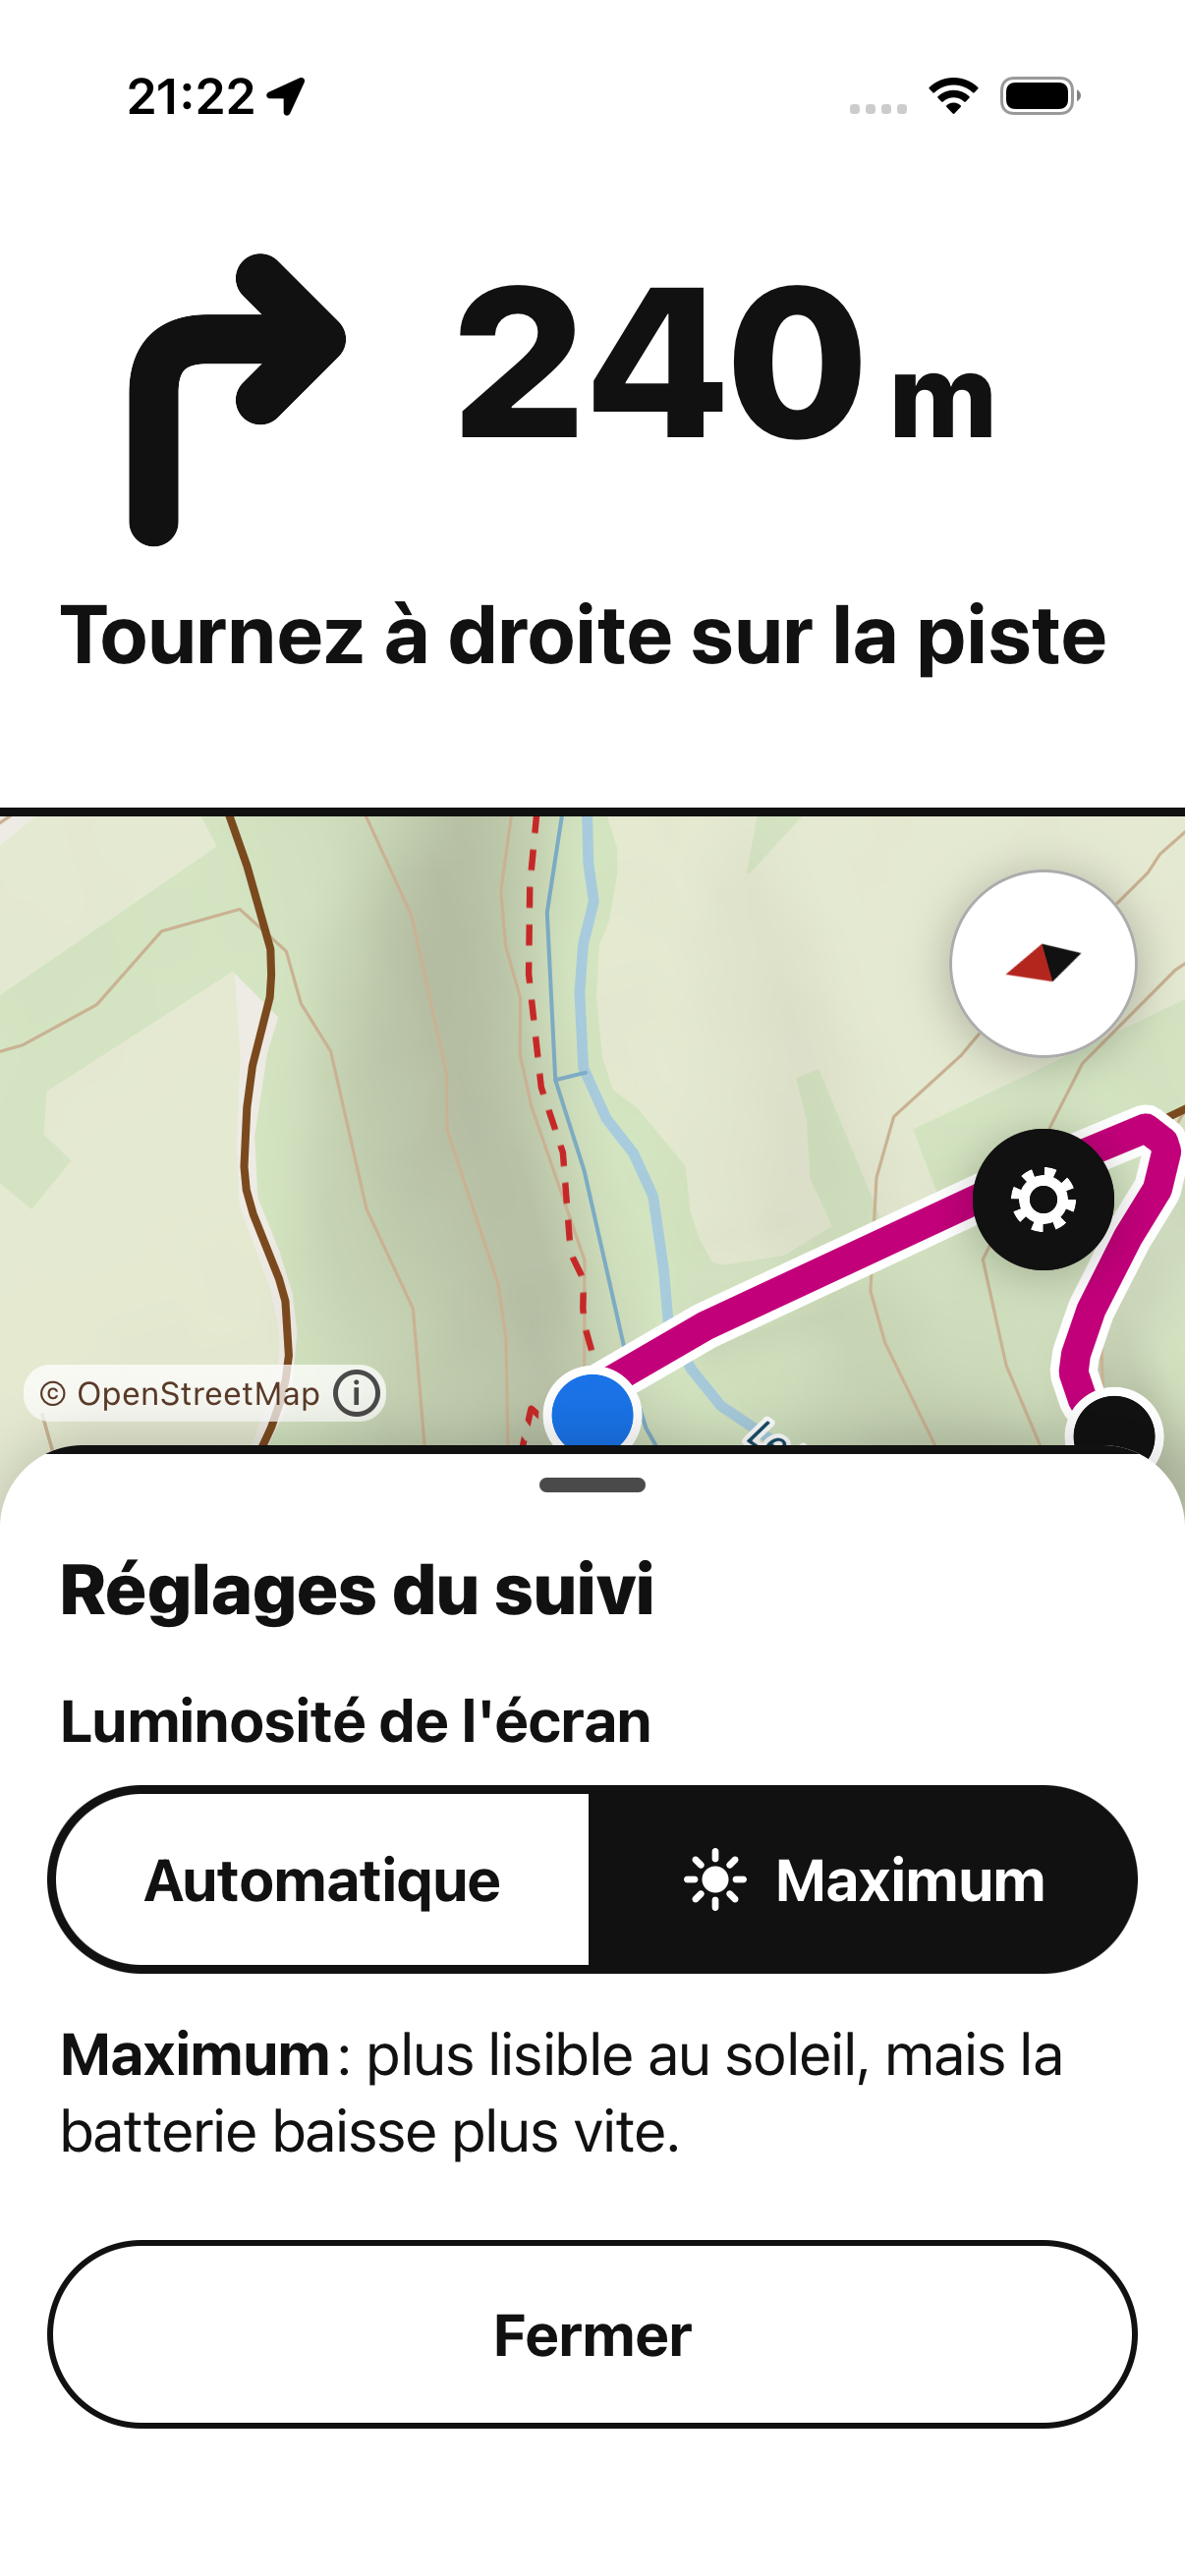 21:22
240 m
Tournez à droite sur la piste
© OpenStreetMap i
Réglages du suivi
Luminosité de l'écran
Automatique
Maximum
Maximum : plus lisible au soleil, mais la
batterie baisse plus vite.
Fermer